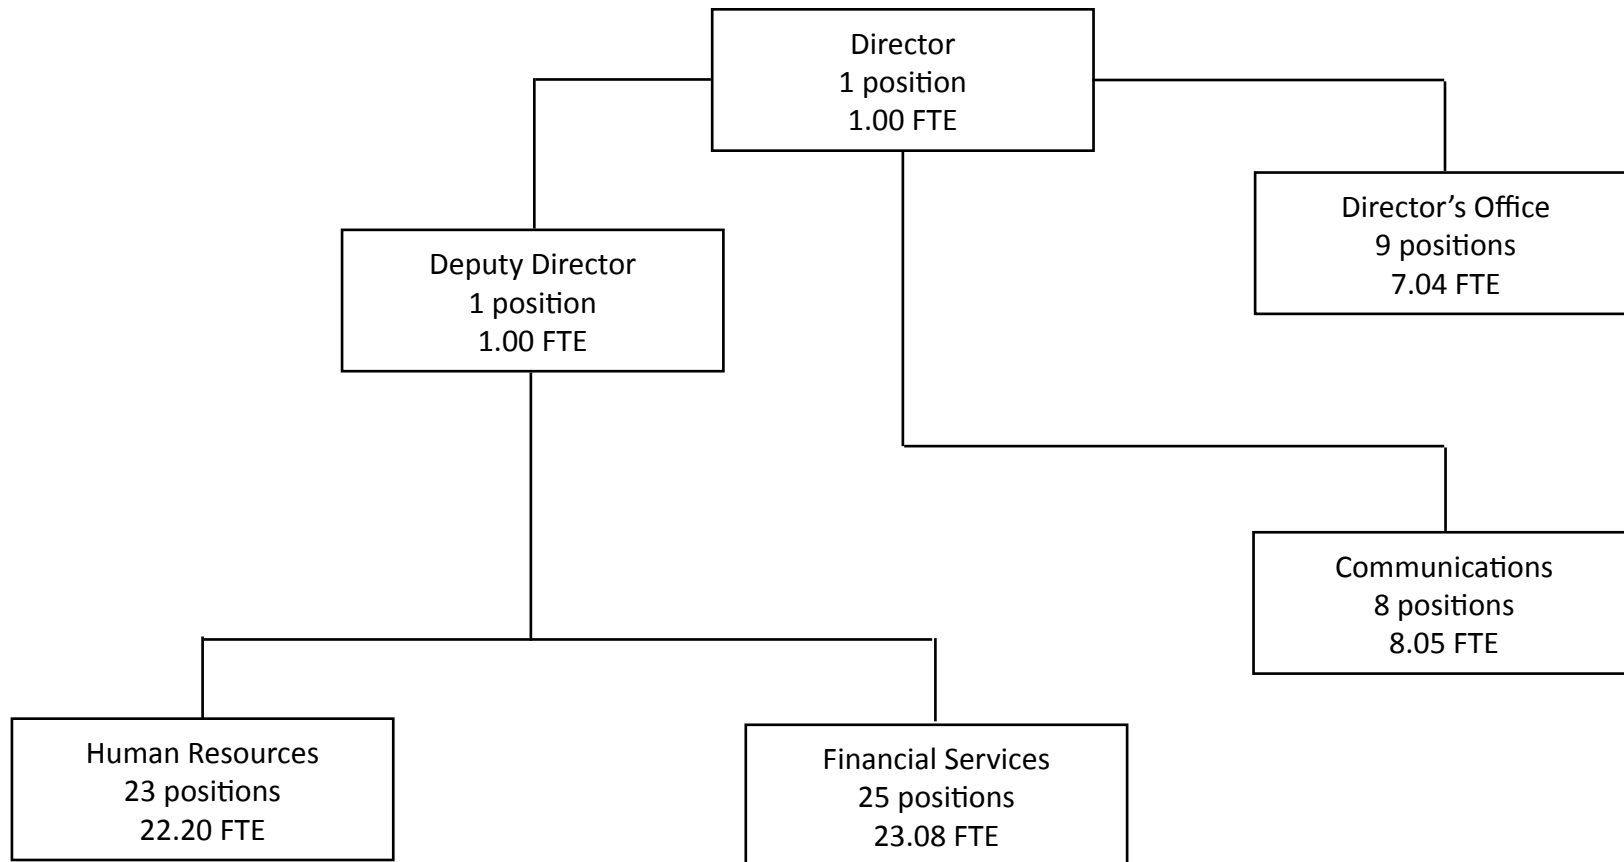 Director
1 position
1.00 FTE
Director’s Office
9 positions
7.04 FTE
Deputy Director
1 position
1.00 FTE
Communications
8 positions
8.05 FTE
Human Resources
23 positions
22.20 FTE
Financial Services
25 positions
23.08 FTE